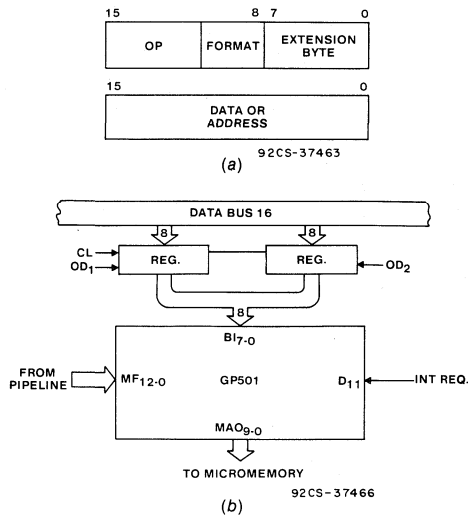 15 8 7 0
OP FORMAT EXTENSION
BYTE
15 0
DATA OR
ADDRESS
(a) 92CS-37463
DATA BUS 16
8 8
CL REG. REG.
OD₁ OD₂
8
BI₇₋₀
FROM
PIPELINE MF₁₂₋₀ GP501 D₁₁ INT REQ.
MAO₉₋₀
TO MICROMEMORY
92CS-37466
(b)